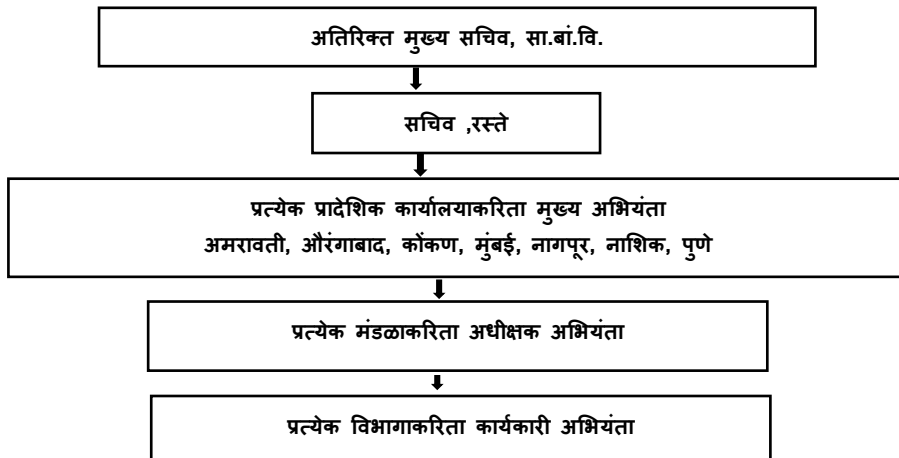 अतिरिक्त मुख्य सचिव, सा.बां.वि.
सचिव ,रस्ते
प्रत्येक प्रादेशिक कार्यालयाकरिता मुख्य अभियंता
अमरावती, औरंगाबाद, कोंकण, मुंबई, नागपूर, नाशिक, पुणे
प्रत्येक मंडळाकरिता अधीक्षक अभियंता
प्रत्येक विभागाकरिता कार्यकारी अभियंता